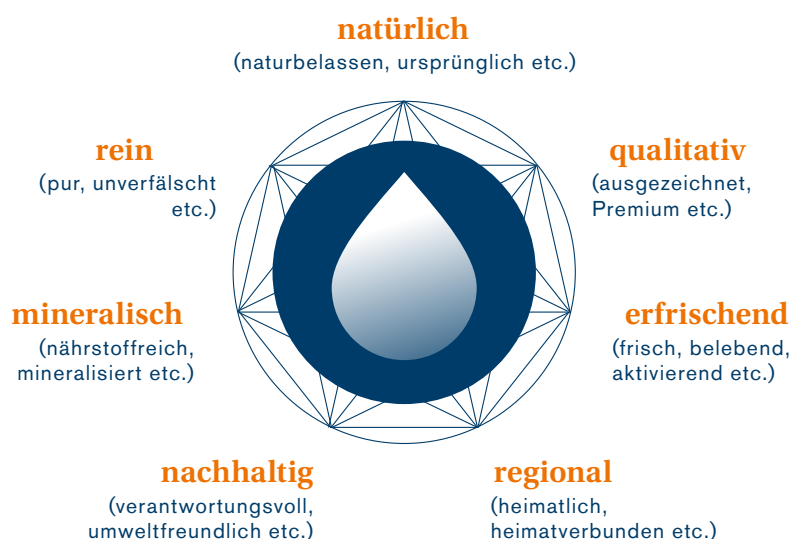 natürlich
(naturbelassen, ursprünglich etc.)
rein
(pur, unverfälscht
etc.)
qualitativ
(ausgezeichnet,
Premium etc.)
mineralisch
(nährstoffreich,
mineralisiert etc.)
erfrischend
(frisch, belebend,
aktivierend etc.)
nachhaltig
(verantwortungsvoll,
umweltfreundlich etc.)
regional
(heimatlich,
heimatverbunden etc.)